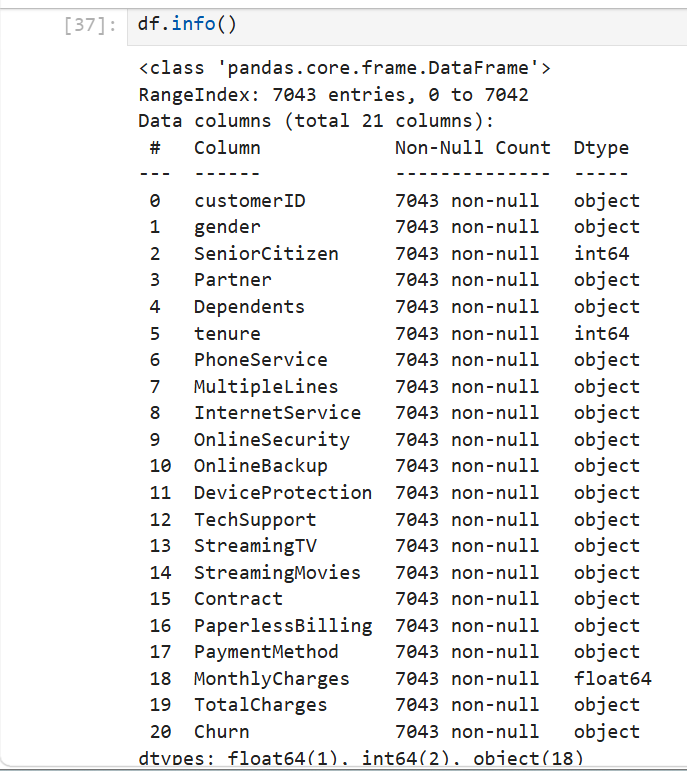 [37]: df.info()
<class 'pandas.core.frame.DataFrame'>
RangeIndex: 7043 entries, 0 to 7042
Data columns (total 21 columns):
 #   Column            Non-Null Count  Dtype
---  ------            --------------  -----
 0   customerID        7043 non-null   object
 1   gender            7043 non-null   object
 2   SeniorCitizen     7043 non-null   int64
 3   Partner           7043 non-null   object
 4   Dependents        7043 non-null   object
 5   tenure            7043 non-null   int64
 6   PhoneService      7043 non-null   object
 7   MultipleLines     7043 non-null   object
 8   InternetService   7043 non-null   object
 9   OnlineSecurity    7043 non-null   object
 10  OnlineBackup      7043 non-null   object
 11  DeviceProtection  7043 non-null   object
 12  TechSupport       7043 non-null   object
 13  StreamingTV       7043 non-null   object
 14  StreamingMovies   7043 non-null   object
 15  Contract          7043 non-null   object
 16  PaperlessBilling  7043 non-null   object
 17  PaymentMethod     7043 non-null   object
 18  MonthlyCharges    7043 non-null   float64
 19  TotalCharges      7043 non-null   object
 20  Churn             7043 non-null   object
dtypes: float64(1), int64(2), object(18)